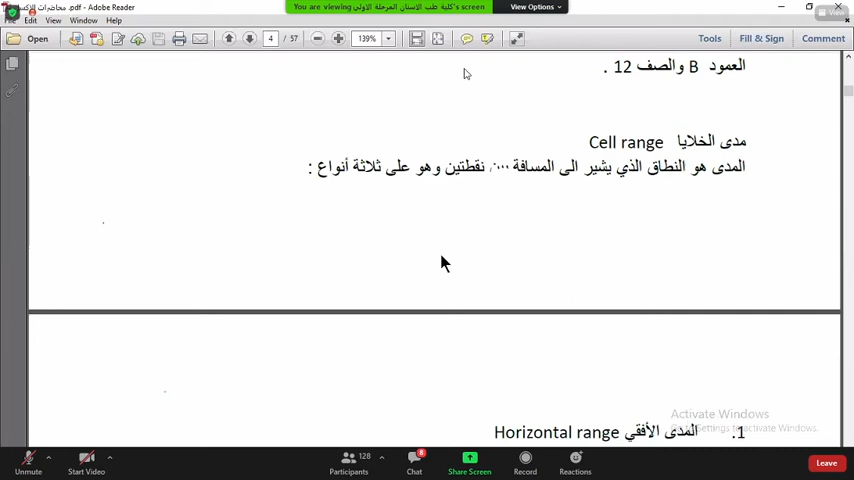 محاضرات الاكسل.pdf - Adobe Reader
You are viewing كلية طب الاسنان المرحلة الاولى's screen
View Options
View
File Edit View Window Help
Open
4 / 57
139%
Tools
Fill & Sign
Comment
العمود B والصف 12 .
مدى الخلايا Cell range
المدى هو النطاق الذي يشير الى المسافة نقطتين وهو على ثلاثة أنواع :
1. المدى الأفقي Horizontal range
Activate Windows
Go to Settings to activate Windows.
Unmute
Start Video
128
Participants
8
Chat
Share Screen
Record
Reactions
Leave